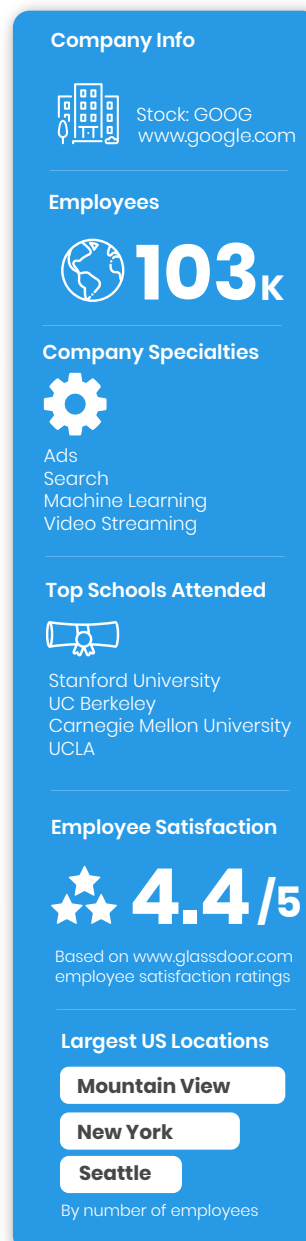 Company Info
Stock: GOOG
www.google.com
Employees
103K
Company Specialties
Ads
Search
Machine Learning
Video Streaming
Top Schools Attended
Stanford University
UC Berkeley
Carnegie Mellon University
UCLA
Employee Satisfaction
4.4/5
Based on www.glassdoor.com
employee satisfaction ratings
Largest US Locations
Mountain View
New York
Seattle
By number of employees